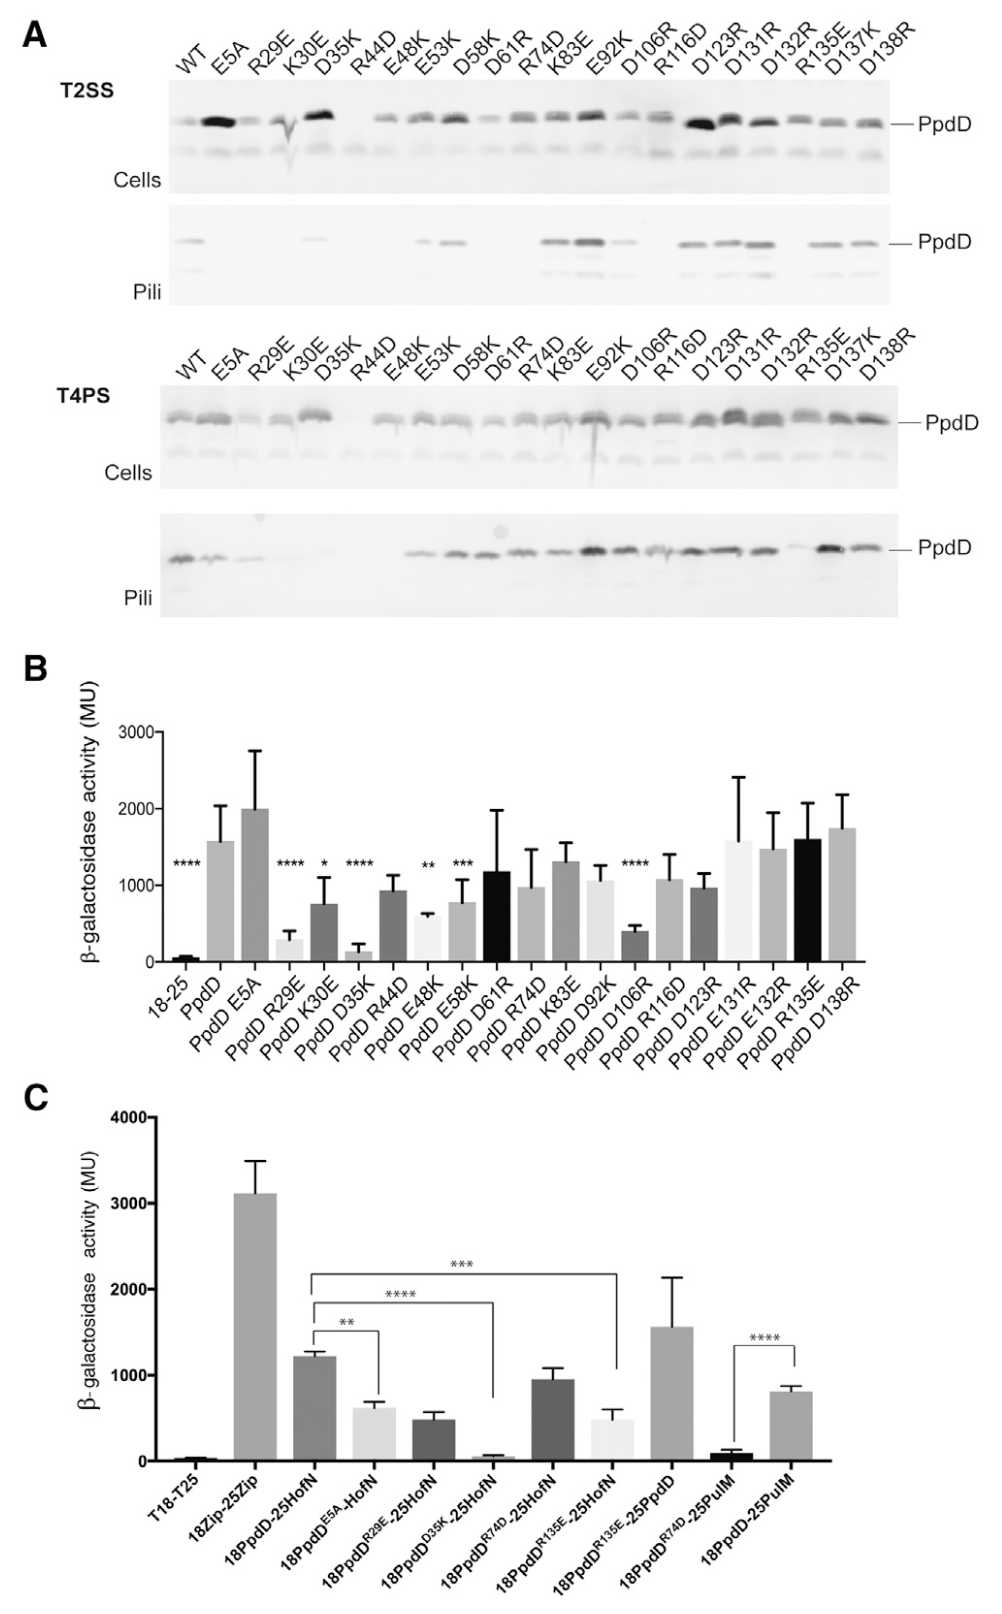 A
WT E5A R29E K30E D35K R44D E48K E53K D58K D61R R74D K83E E92K D106R R116D D123R D131R D132R R135E D137K D138R
T2SS
PpdD
Cells
PpdD
Pili
WT E5A R29E K30E D35K R44D E48K E53K D58K D61R R74D K83E E92K D106R R116D D123R D131R D132R R135E D137K D138R
T4PS
PpdD
Cells
PpdD
Pili
B
β-galactosidase activity (MU)
3000
2000
1000
0
**** **** * **** ** *** ****
18-25
PpdD
PpdD E5A
PpdD R29E
PpdD K30E
PpdD D35K
PpdD R44D
PpdD E48K
PpdD E58K
PpdD D61R
PpdD R74D
PpdD K83E
PpdD D92K
PpdD D106R
PpdD R116D
PpdD D123R
PpdD E131R
PpdD E132R
PpdD R135E
PpdD D138R
C
β-galactosidase activity (MU)
4000
3000
2000
1000
0
***
****
**
****
T18-T25
18Zip-25Zip
18PpdD-25HofN
18PpdDE5A-HofN
18PpdDR29E-25HofN
18PpdDD35K-25HofN
18PpdDR74D-25HofN
18PpdDR135E-25HofN
18PpdDR135E-25PpdD
18PpdDR74D-25PulM
18PpdD-25PulM